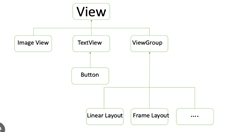 View
Image View
TextView
ViewGroup
Button
Linear Layout
Frame Layout
....